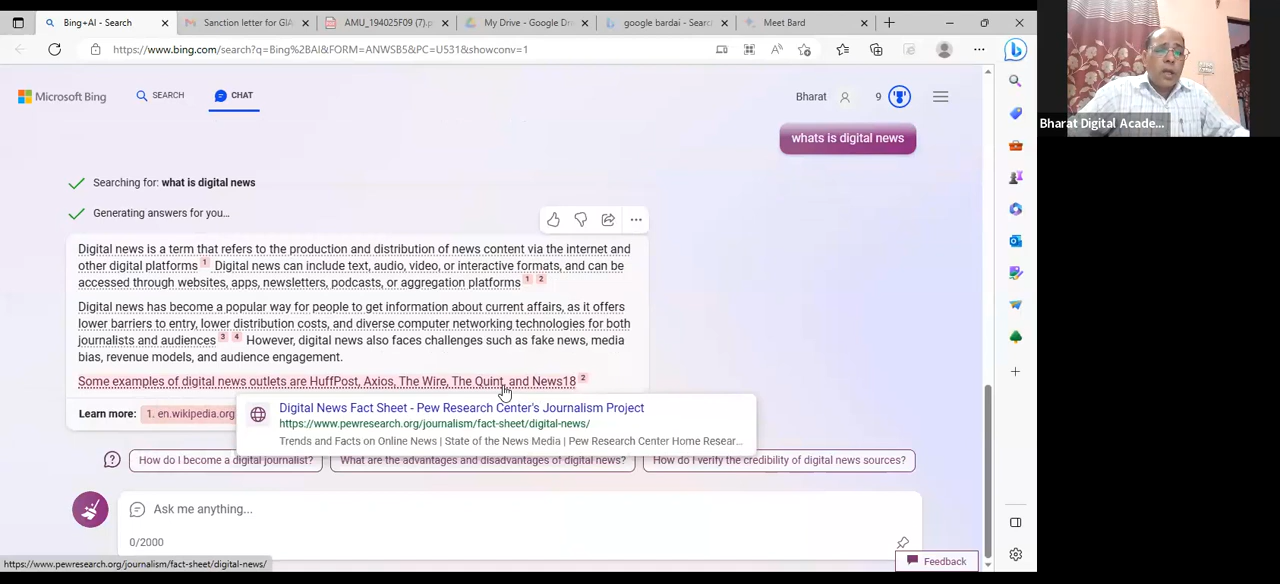 Bing+AI - Search
Sanction letter for GIA
AMU_194025F09 (7).p
My Drive - Google Dri
google bardai - Searc
Meet Bard
https://www.bing.com/search?q=Bing%2BAI&FORM=ANWSB5&PC=U531&showconv=1
Microsoft Bing
SEARCH
CHAT
Bharat
9
Bharat Digital Acade...
whats is digital news
Searching for: what is digital news
Generating answers for you...
Digital news is a term that refers to the production and distribution of news content via the internet and
other digital platforms 1 Digital news can include text, audio, video, or interactive formats, and can be
accessed through websites, apps, newsletters, podcasts, or aggregation platforms 1 2
Digital news has become a popular way for people to get information about current affairs, as it offers
lower barriers to entry, lower distribution costs, and diverse computer networking technologies for both
journalists and audiences 3 4 However, digital news also faces challenges such as fake news, media
bias, revenue models, and audience engagement.
Some examples of digital news outlets are HuffPost, Axios, The Wire, The Quint, and News18 2
Learn more: 1. en.wikipedia.org
Digital News Fact Sheet - Pew Research Center's Journalism Project
https://www.pewresearch.org/journalism/fact-sheet/digital-news/
Trends and Facts on Online News | State of the News Media | Pew Research Center Home Resear...
How do I become a digital journalist?
What are the advantages and disadvantages of digital news?
How do I verify the credibility of digital news sources?
Ask me anything...
0/2000
Feedback
https://www.pewresearch.org/journalism/fact-sheet/digital-news/